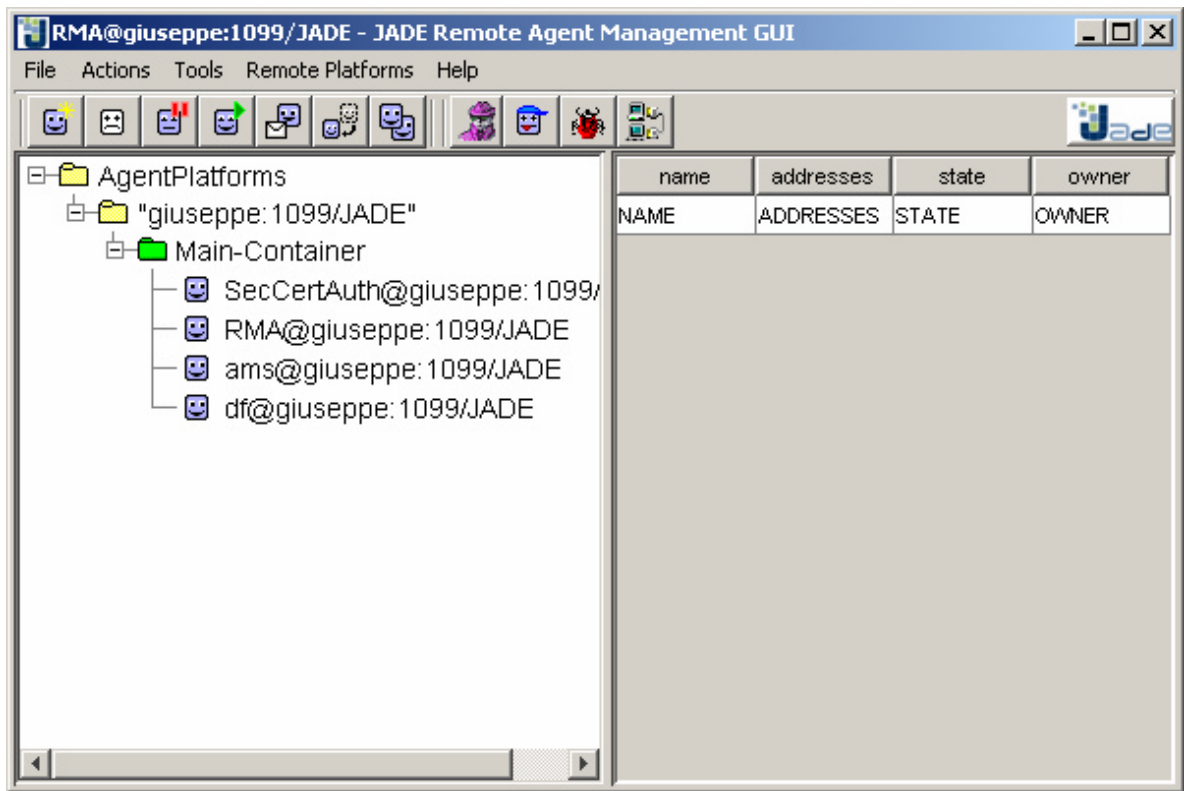 RMA@giuseppe:1099/JADE - JADE Remote Agent Management GUI
File Actions Tools Remote Platforms Help
Jade
AgentPlatforms
"giuseppe:1099/JADE"
Main-Container
SecCertAuth@giuseppe:1099/
RMA@giuseppe:1099/JADE
ams@giuseppe:1099/JADE
df@giuseppe:1099/JADE
name addresses state owner
NAME ADDRESSES STATE OWNER